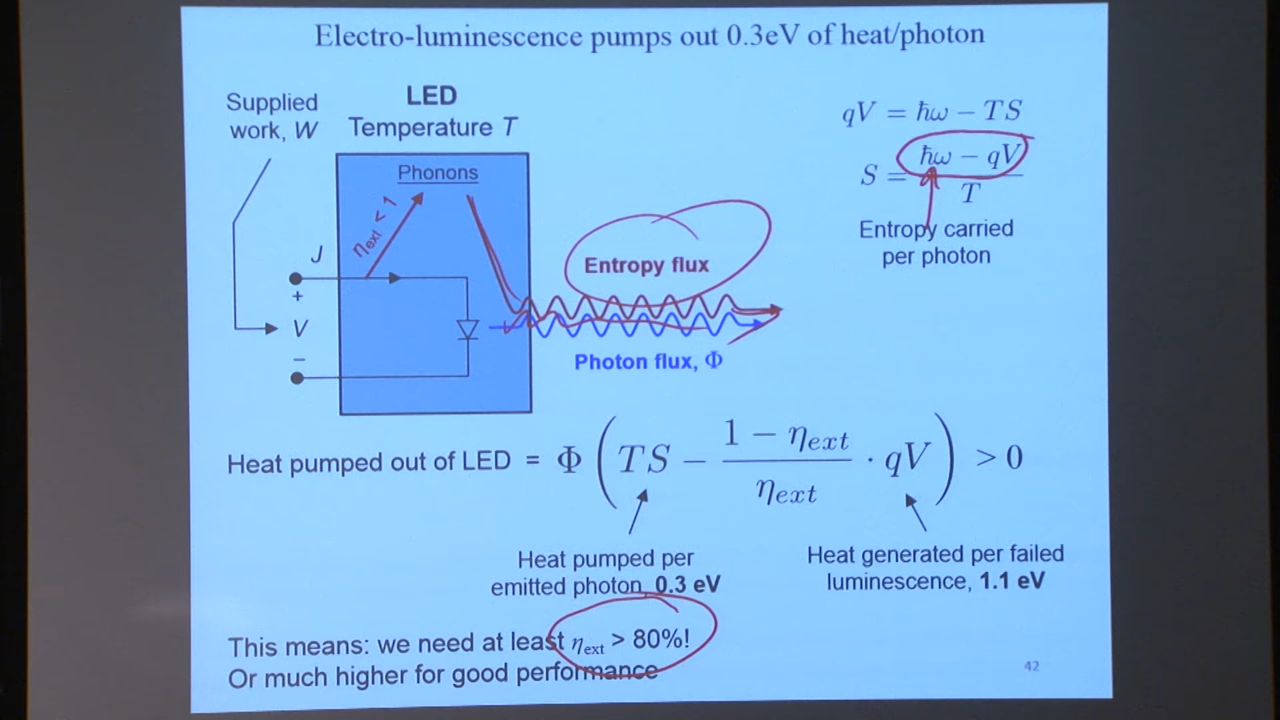 Electro-luminescence pumps out 0.3eV of heat/photon
Supplied
work, W
LED
Temperature T
Phonons
η_ext < 1
J
+
V
−
Entropy flux
Photon flux, Φ
qV = ħω − TS
S = (ħω − qV) / T
Entropy carried
per photon
Heat pumped out of LED = Φ ( TS − (1 − η_ext) / η_ext · qV ) > 0
Heat pumped per
emitted photon, 0.3 eV
Heat generated per failed
luminescence, 1.1 eV
This means: we need at least η_ext > 80%!
Or much higher for good performance
42